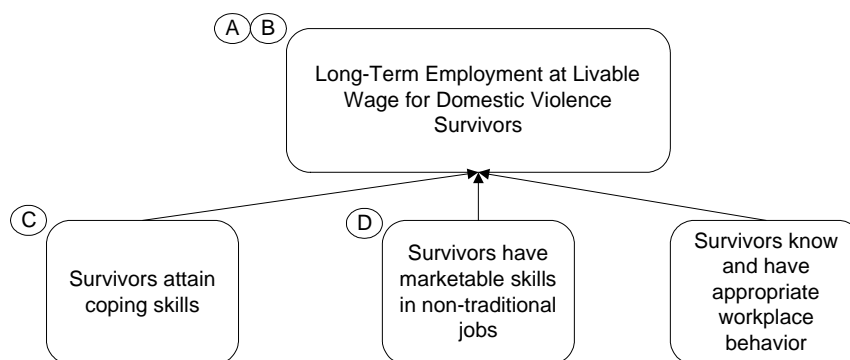 A B
Long-Term Employment at Livable
Wage for Domestic Violence
Survivors
C
Survivors attain
coping skills
D
Survivors have
marketable skills
in non-traditional
jobs
Survivors know
and have
appropriate
workplace
behavior